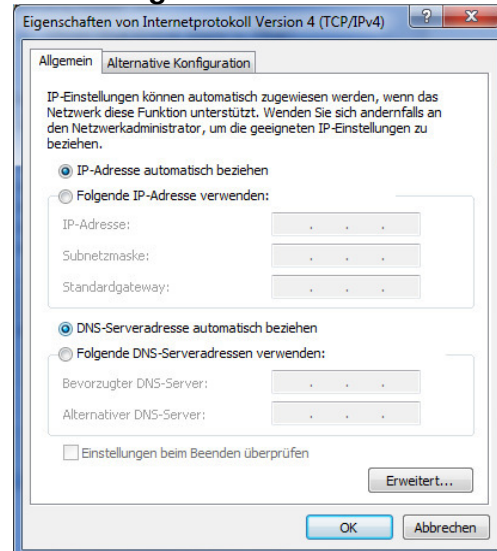 Eigenschaften von Internetprotokoll Version 4 (TCP/IPv4)
Allgemein
Alternative Konfiguration
IP-Einstellungen können automatisch zugewiesen werden, wenn das
Netzwerk diese Funktion unterstützt. Wenden Sie sich andernfalls an
den Netzwerkadministrator, um die geeigneten IP-Einstellungen zu
beziehen.
IP-Adresse automatisch beziehen
Folgende IP-Adresse verwenden:
IP-Adresse:
Subnetzmaske:
Standardgateway:
DNS-Serveradresse automatisch beziehen
Folgende DNS-Serveradressen verwenden:
Bevorzugter DNS-Server:
Alternativer DNS-Server:
Einstellungen beim Beenden überprüfen
Erweitert...
OK
Abbrechen